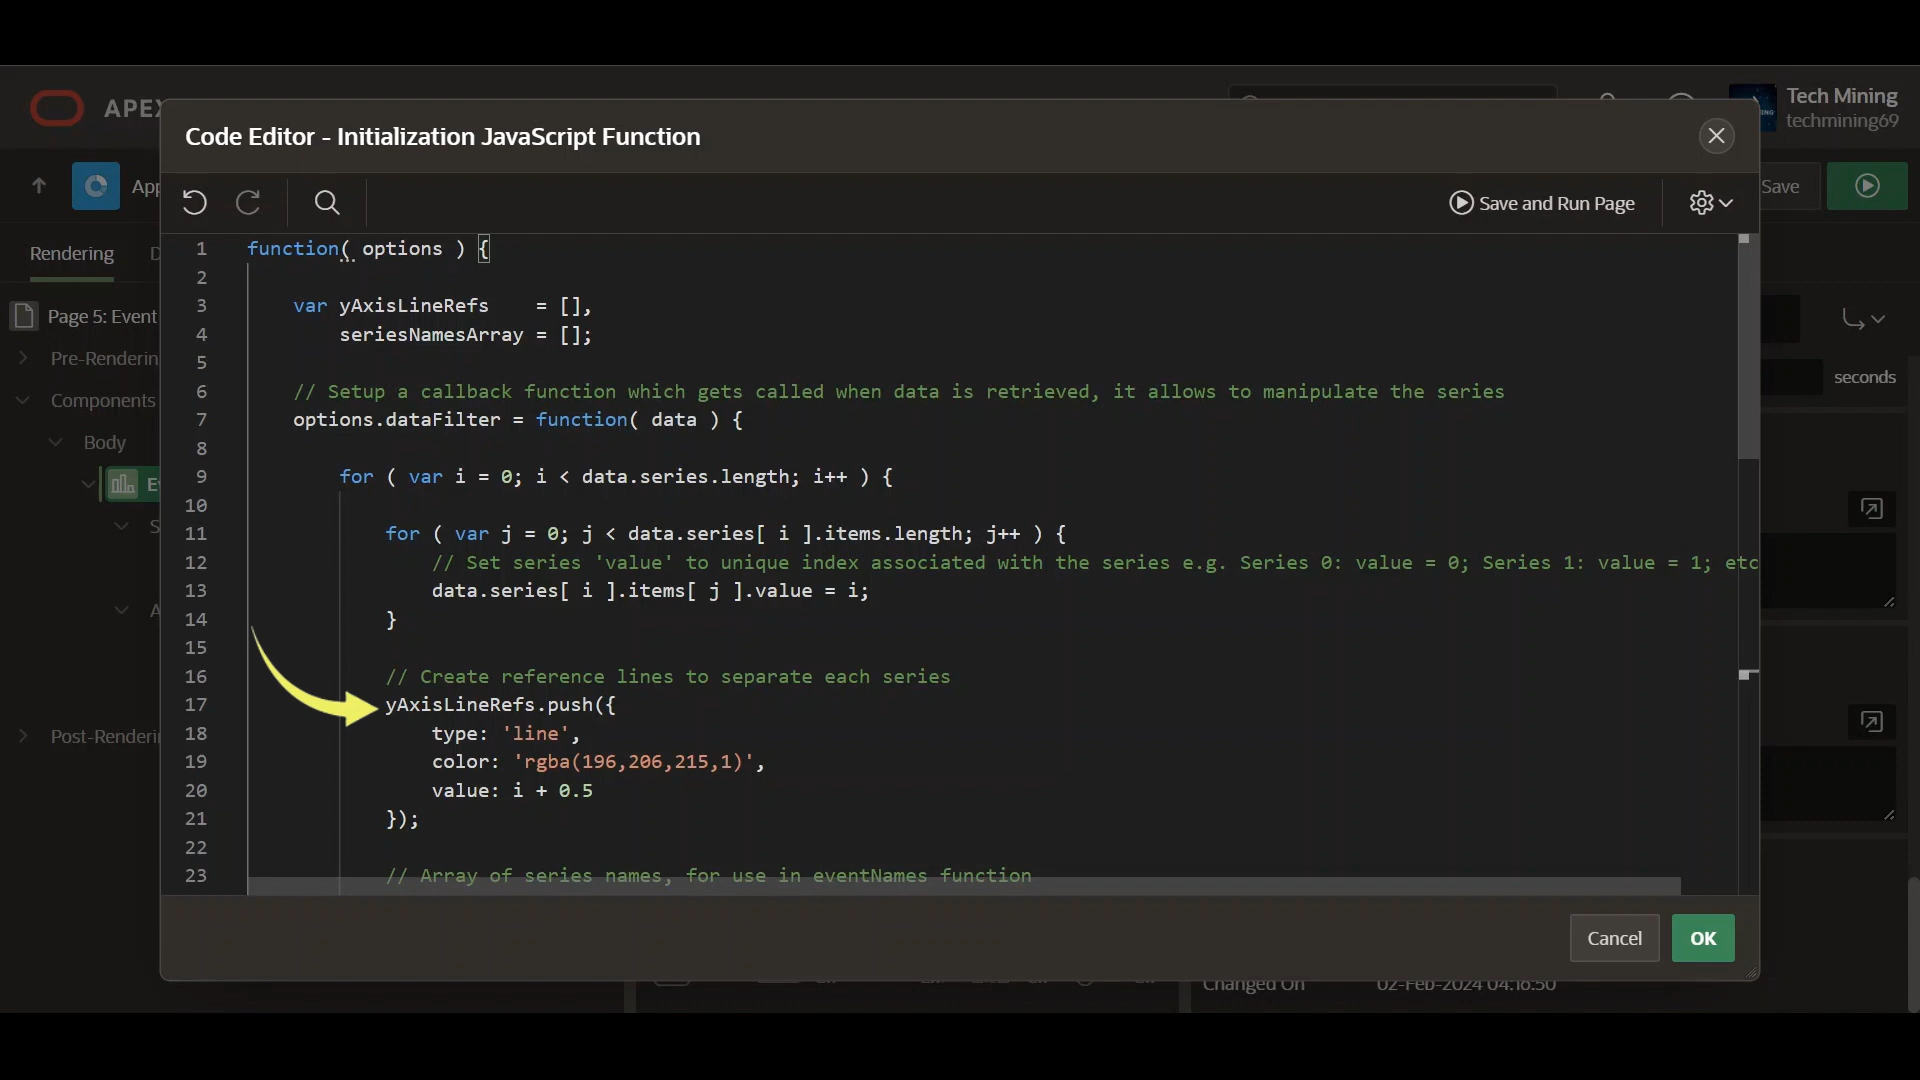 APEX
Tech Mining
techmining69
Code Editor - Initialization JavaScript Function
App
Save and Run Page
Save
Rendering
Page 5: Event
Pre-Renderin
Components
Body
Ev
S
A
Post-Renderin
seconds
1 function( options ) {
2
3 var yAxisLineRefs = [],
4 seriesNamesArray = [];
5
6 // Setup a callback function which gets called when data is retrieved, it allows to manipulate the series
7 options.dataFilter = function( data ) {
8
9 for ( var i = 0; i < data.series.length; i++ ) {
10
11 for ( var j = 0; j < data.series[ i ].items.length; j++ ) {
12 // Set series 'value' to unique index associated with the series e.g. Series 0: value = 0; Series 1: value = 1; etc
13 data.series[ i ].items[ j ].value = i;
14 }
15
16 // Create reference lines to separate each series
17 yAxisLineRefs.push({
18 type: 'line',
19 color: 'rgba(196,206,215,1)',
20 value: i + 0.5
21 });
22
23 // Array of series names, for use in eventNames function
Cancel
OK
Changed On 02-Feb-2024 04:16:50